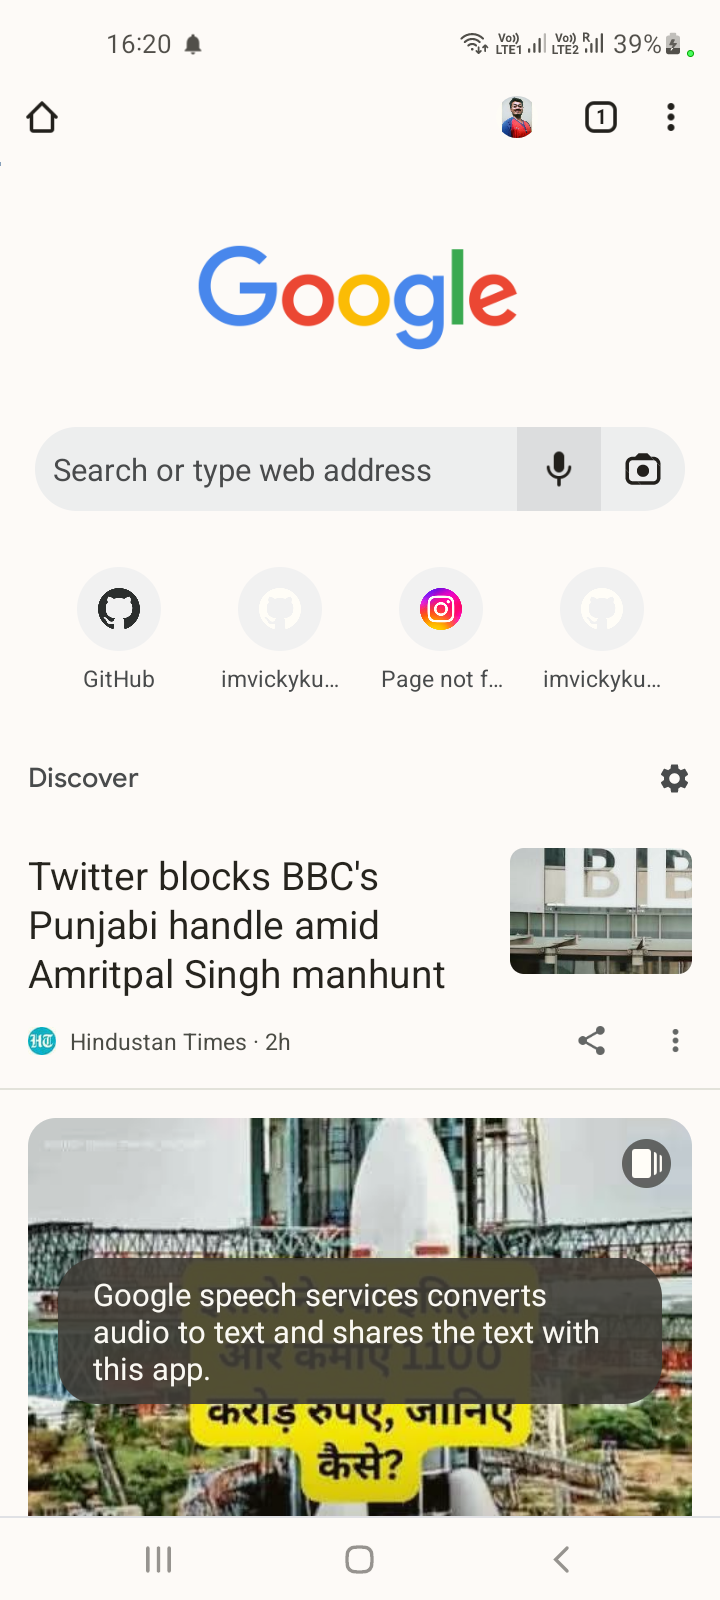 16:20
Vo))
LTE1
Vo))
LTE2
R
39%
1
Google
Search or type web address
GitHub
imvickyku…
Page not f…
imvickyku…
Discover
Twitter blocks BBC's
Punjabi handle amid
Amritpal Singh manhunt
B B
HT
Hindustan Times · 2h
Google speech services converts
audio to text and shares the text with
this app.
और कमाए 1100
करोड़ रुपए, जानिए
कैसे?